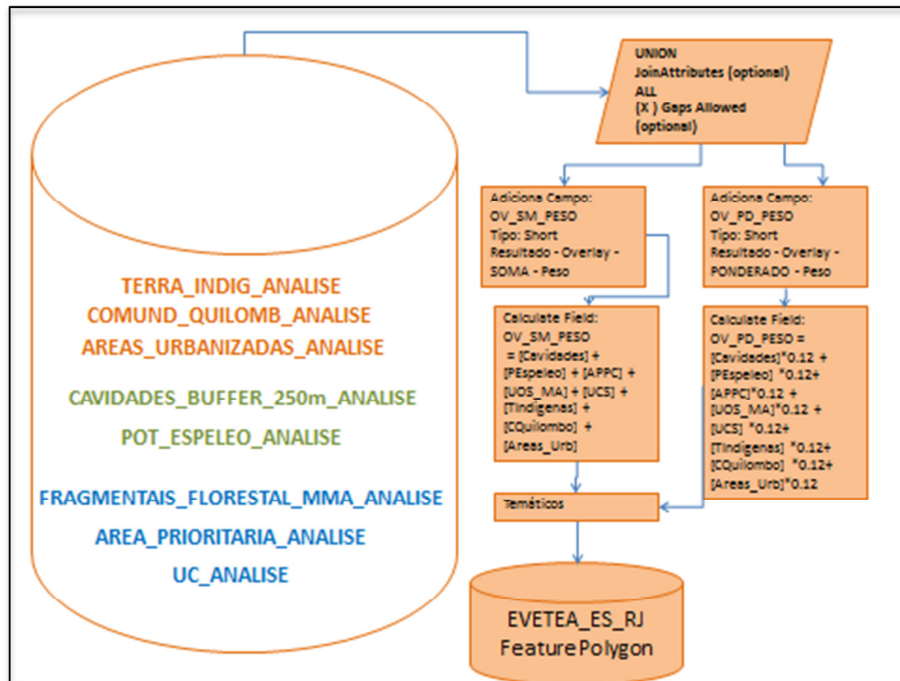 UNION
JoinAttributes (optional)
ALL
(X ) Gaps Allowed
(optional)
TERRA_INDIG_ANALISE
COMUND_QUILOMB_ANALISE
AREAS_URBANIZADAS_ANALISE
CAVIDADES_BUFFER_250m_ANALISE
POT_ESPELEO_ANALISE
FRAGMENTAIS_FLORESTAL_MMA_ANALISE
AREA_PRIORITARIA_ANALISE
UC_ANALISE
Adiciona Campo:
OV_SM_PESO
Tipo: Short
Resultado - Overlay -
SOMA - Peso
Adiciona Campo:
OV_PD_PESO
Tipo: Short
Resultado - Overlay -
PONDERADO - Peso
Calculate Field:
OV_SM_PESO
= [Cavidades] +
[PEspeleo] + [APPC] +
[UOS_MA] + [UCS] +
[TIndigenas] +
[CQuilombo] +
[Areas_Urb]
Calculate Field:
OV_PD_PESO =
[Cavidades]*0.12 +
[PEspeleo] *0.12+
[APPC]*0.12 +
[UOS_MA]*0.12 +
[UCS] *0.12+
[TIndigenas] *0.12+
[CQuilombo] *0.12+
[Areas_Urb]*0.12
Temáticos
EVETEA_ES_RJ
FeaturePolygon